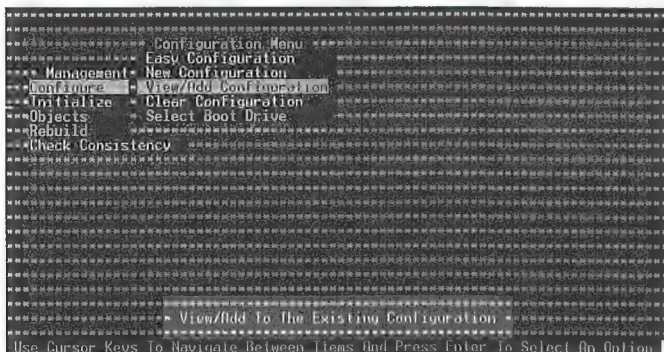 Configuration Menu
Easy Configuration
Management
New Configuration
Configure
View/Add Configuration
Initialize
Clear Configuration
Objects
Select Boot Drive
Rebuild
Check Consistency
View/Add To The Existing Configuration
Use Cursor Keys To Navigate Between Items And Press Enter To Select An Option